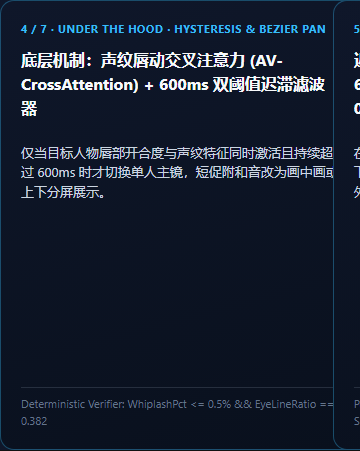 4 / 7 · UNDER THE HOOD · HYSTERESIS & BEZIER PAN
底层机制：声纹唇动交叉注意力 (AV-
CrossAttention) + 600ms 双阈值迟滞滤波
器
仅当目标人物唇部开合度与声纹特征同时激活且持续超
过 600ms 时才切换单人主镜，短促附和音改为画中画或
上下分屏展示。
Deterministic Verifier: WhiplashPct <= 0.5% && EyeLineRatio ==
0.382